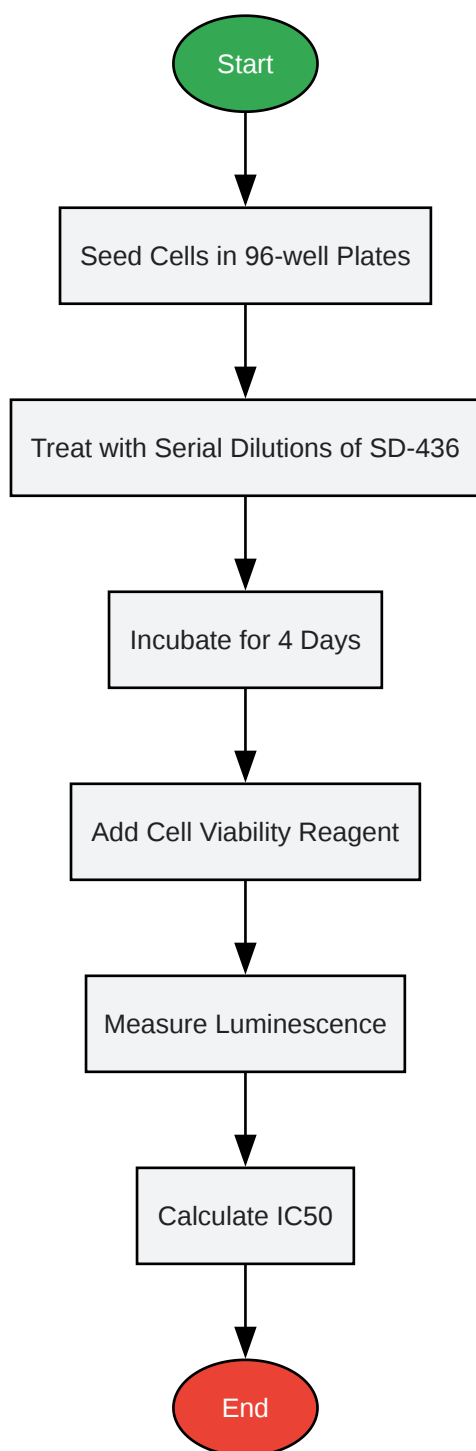 Start
Seed Cells in 96-well Plates
Treat with Serial Dilutions of SD-436
Incubate for 4 Days
Add Cell Viability Reagent
Measure Luminescence
Calculate IC50
End